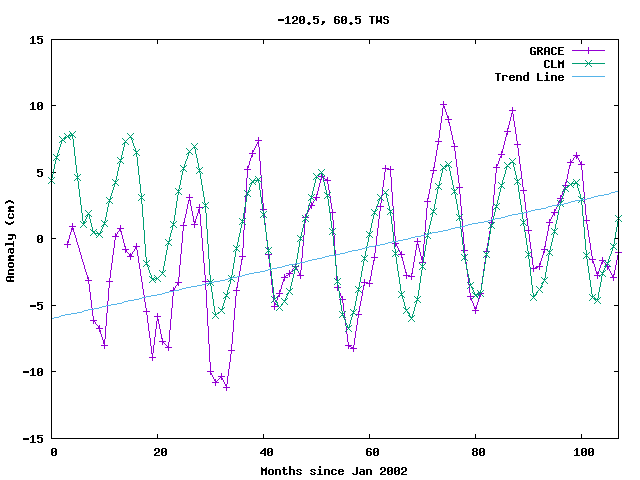 -120.5, 60.5 TWS
GRACE
CLM
Trend Line
15
10
5
0
-5
-10
-15
Anomaly (cm)
0 20 40 60 80 100
Months since Jan 2002